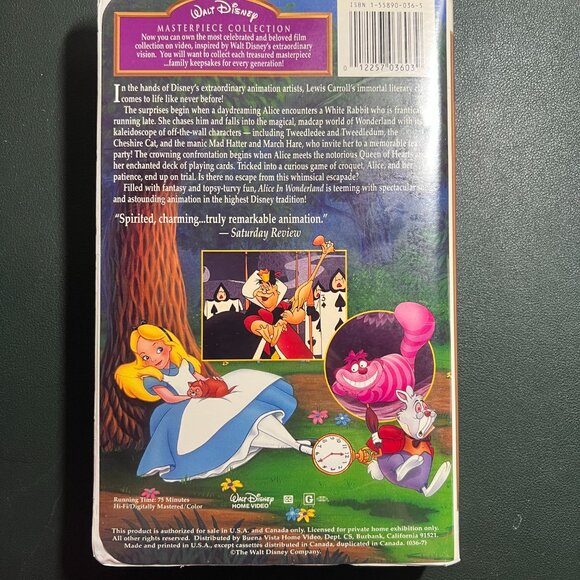 WALT DISNEY
MASTERPIECE COLLECTION
Now you can own the most celebrated and beloved film
collection on video, inspired by Walt Disney's extraordinary
vision. You will want to collect each treasured masterpiece
...family keepsakes for every generation!
ISBN 1-55890-036-5
0 12257 03603
In the hands of Disney's extraordinary animation artists, Lewis Carroll's immortal literary
comes to life like never before!
The surprises begin when a daydreaming Alice encounters a White Rabbit who is frantically
running late. She chases him and falls into the magical, madcap world of Wonderland with its
kaleidoscope of off-the-wall characters — including Tweedledee and Tweedledum, the
Cheshire Cat, and the manic Mad Hatter and March Hare, who invite her to a memorable tea
party! The crowning confrontation begins when Alice meets the notorious Queen of Hearts
her enchanted deck of playing cards. Tricked into a curious game of croquet, Alice, and her
patience, end up on trial. Is there no escape from this whimsical escapade?
Filled with fantasy and topsy-turvy fun, Alice In Wonderland is teeming with spectacular
and astounding animation in the highest Disney tradition!
"Spirited, charming...truly remarkable animation."
— Saturday Review
Running Time: 75 Minutes
Hi-Fi/Digitally Mastered/Color
WALT DISNEY
HOME VIDEO
G
This product is authorized for sale in U.S.A. and Canada only. Licensed for private home exhibition only.
All other rights reserved. Distributed by Buena Vista Home Video, Dept. CS, Burbank, California 91521.
Made and printed in U.S.A., except cassettes distributed in Canada, duplicated in Canada. (036-7)
©The Walt Disney Company.